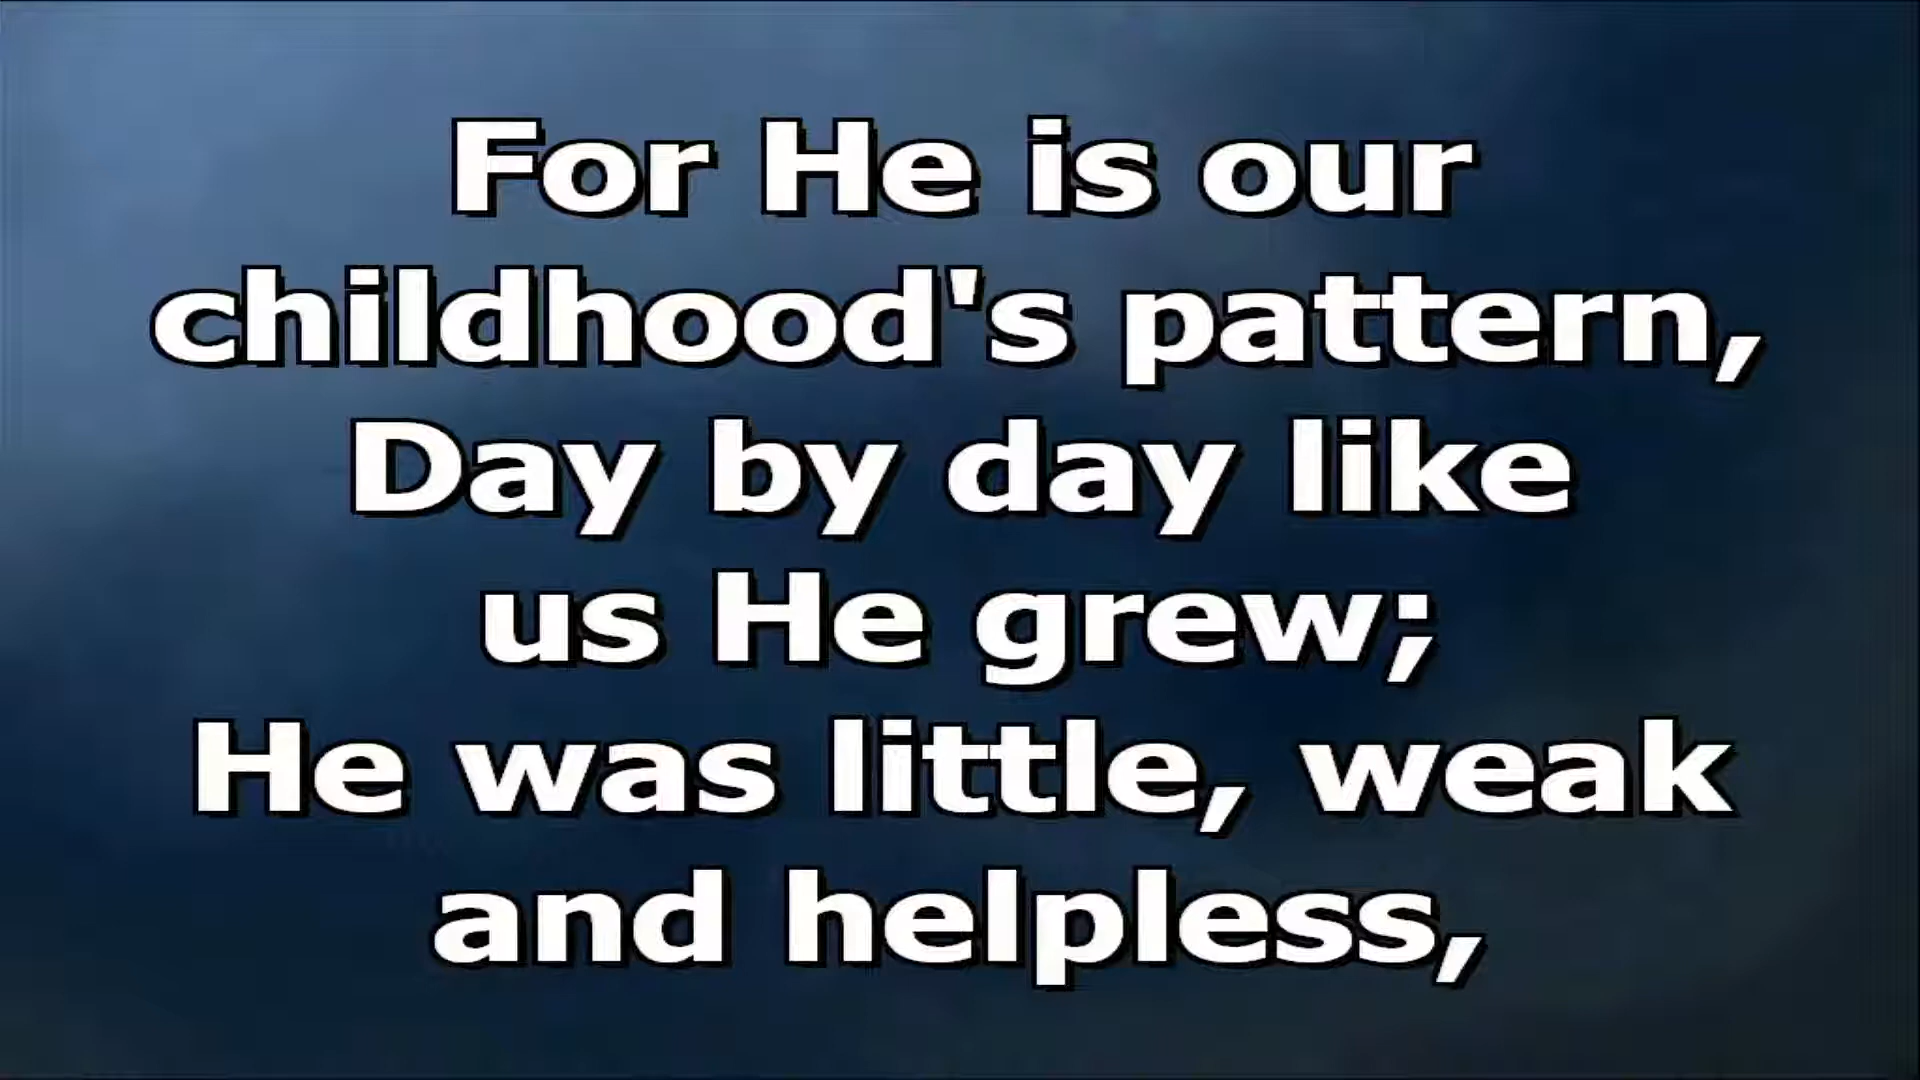 For He is our
childhood's pattern,
Day by day like
us He grew;
He was little, weak
and helpless,